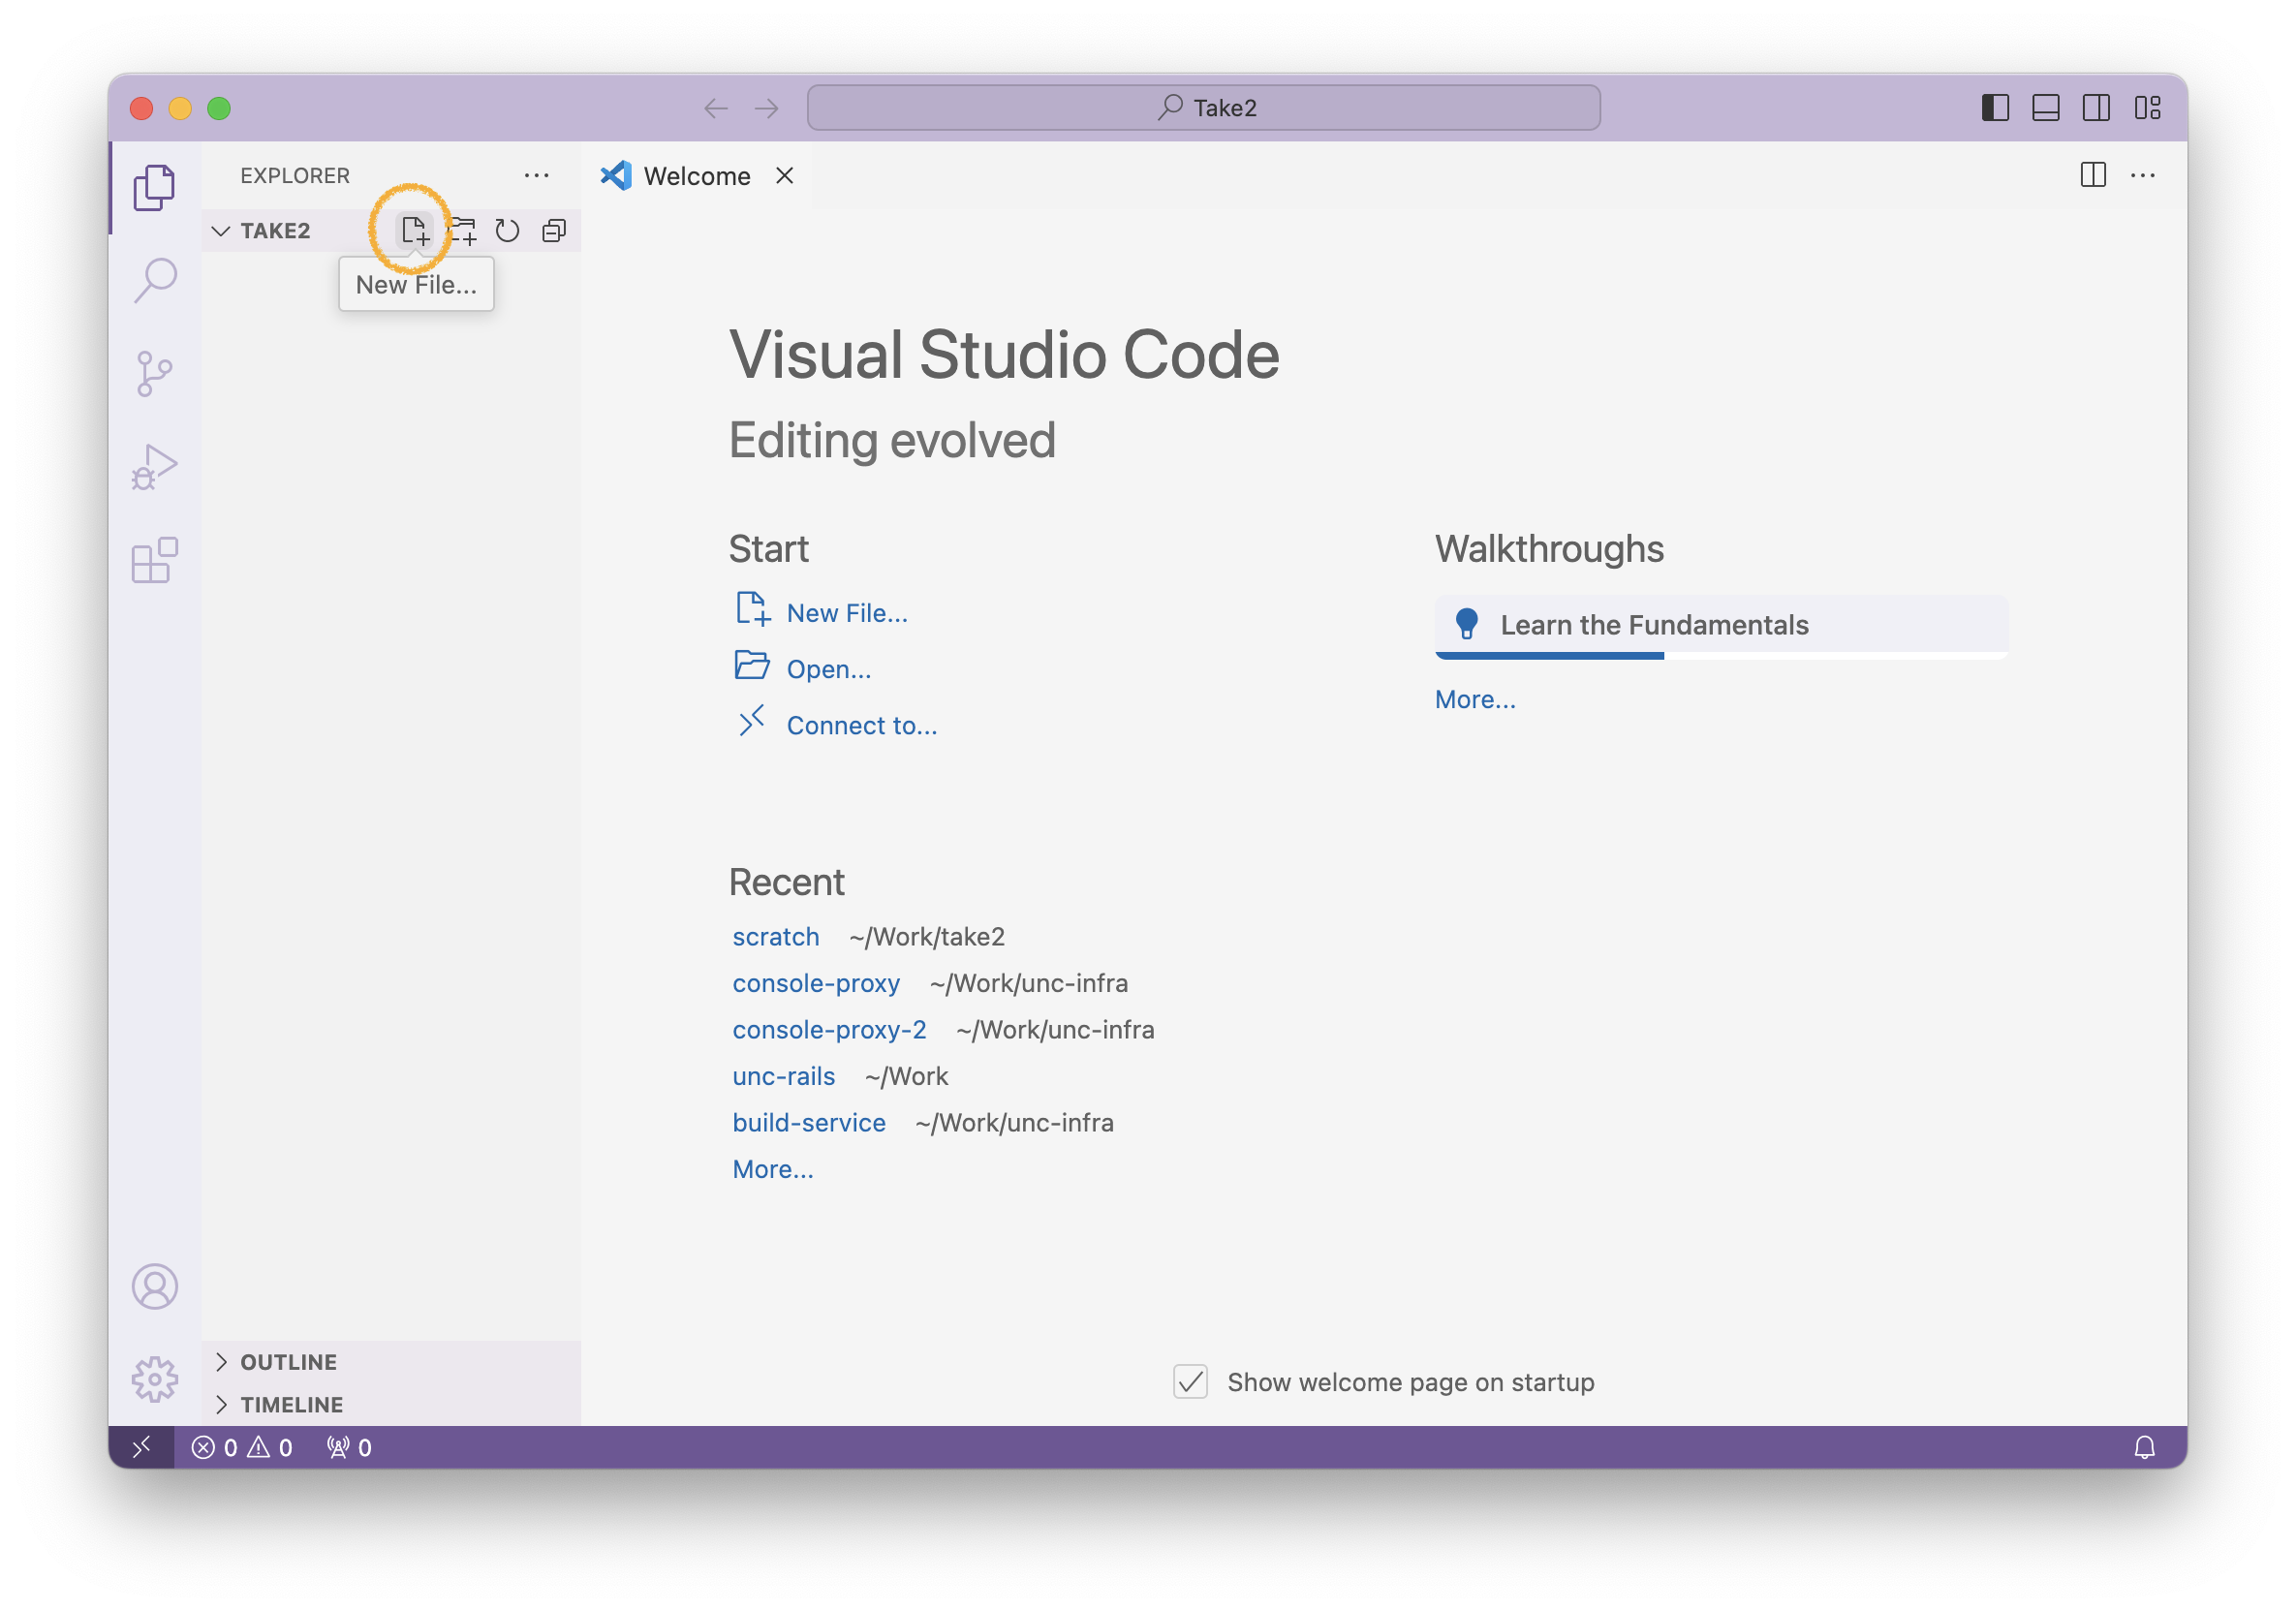 Take2
EXPLORER
Welcome
TAKE2
New File...
Visual Studio Code
Editing evolved
Start
New File...
Open...
Connect to...
Walkthroughs
Learn the Fundamentals
More...
Recent
scratch ~/Work/take2
console-proxy ~/Work/unc-infra
console-proxy-2 ~/Work/unc-infra
unc-rails ~/Work
build-service ~/Work/unc-infra
More...
OUTLINE
TIMELINE
Show welcome page on startup
0 0 0